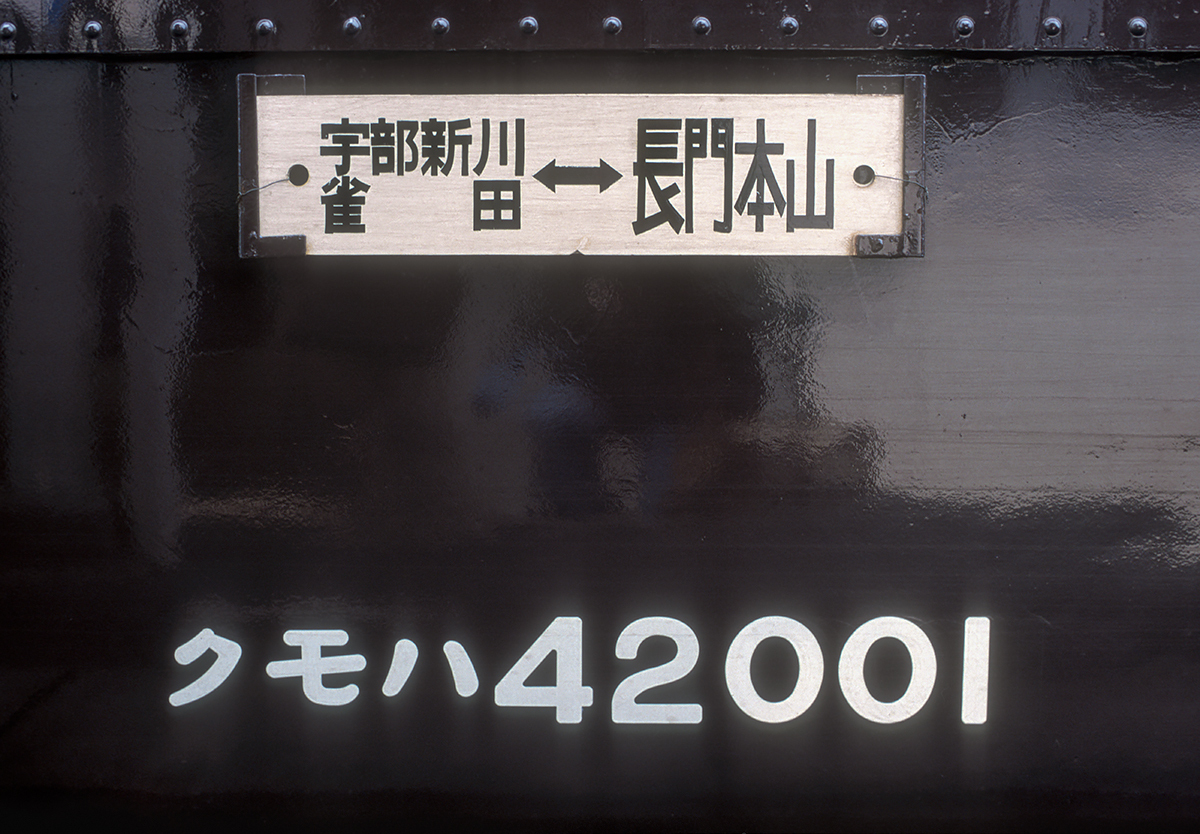 宇部新川
雀田 ↔ 長門本山
クモハ42001